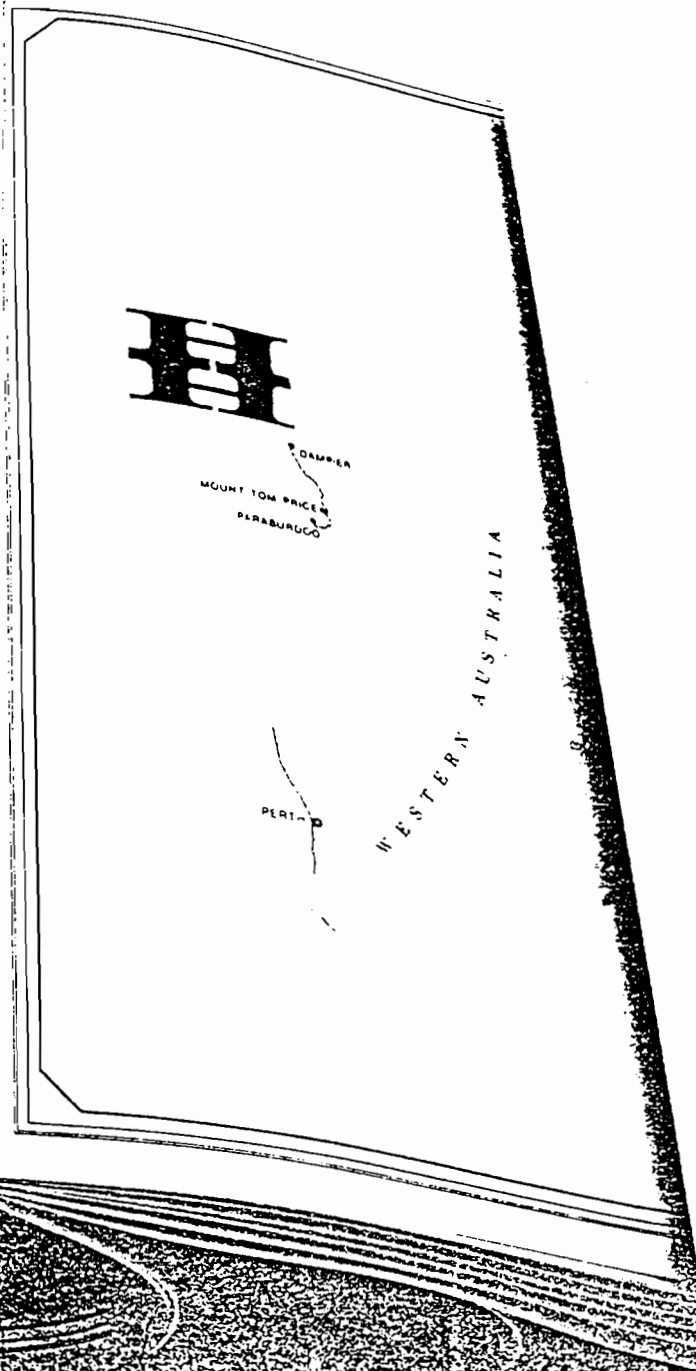 H
DAMPIER
MOUNT TOM PRICE
PARABURDOO
WESTERN AUSTRALIA
PERTH